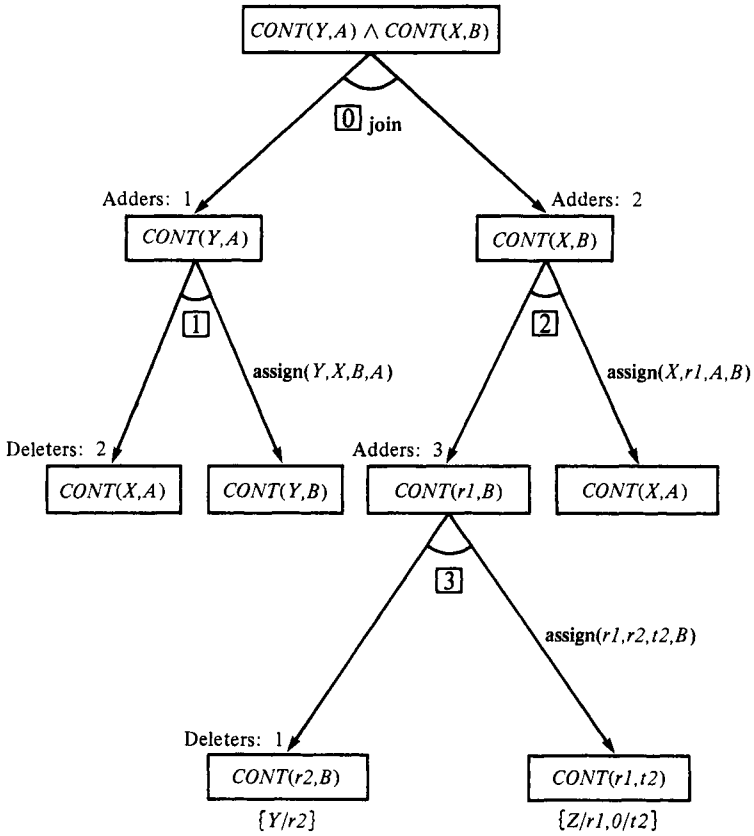 CONT(Y,A) ∧ CONT(X,B)
0 join
Adders: 1
Adders: 2
CONT(Y,A)
CONT(X,B)
1
2
assign(Y,X,B,A)
assign(X,r1,A,B)
Deleters: 2
Adders: 3
CONT(X,A)
CONT(Y,B)
CONT(r1,B)
CONT(X,A)
3
assign(r1,r2,t2,B)
Deleters: 1
CONT(r2,B)
CONT(r1,t2)
{Y/r2}
{Z/r1,0/t2}